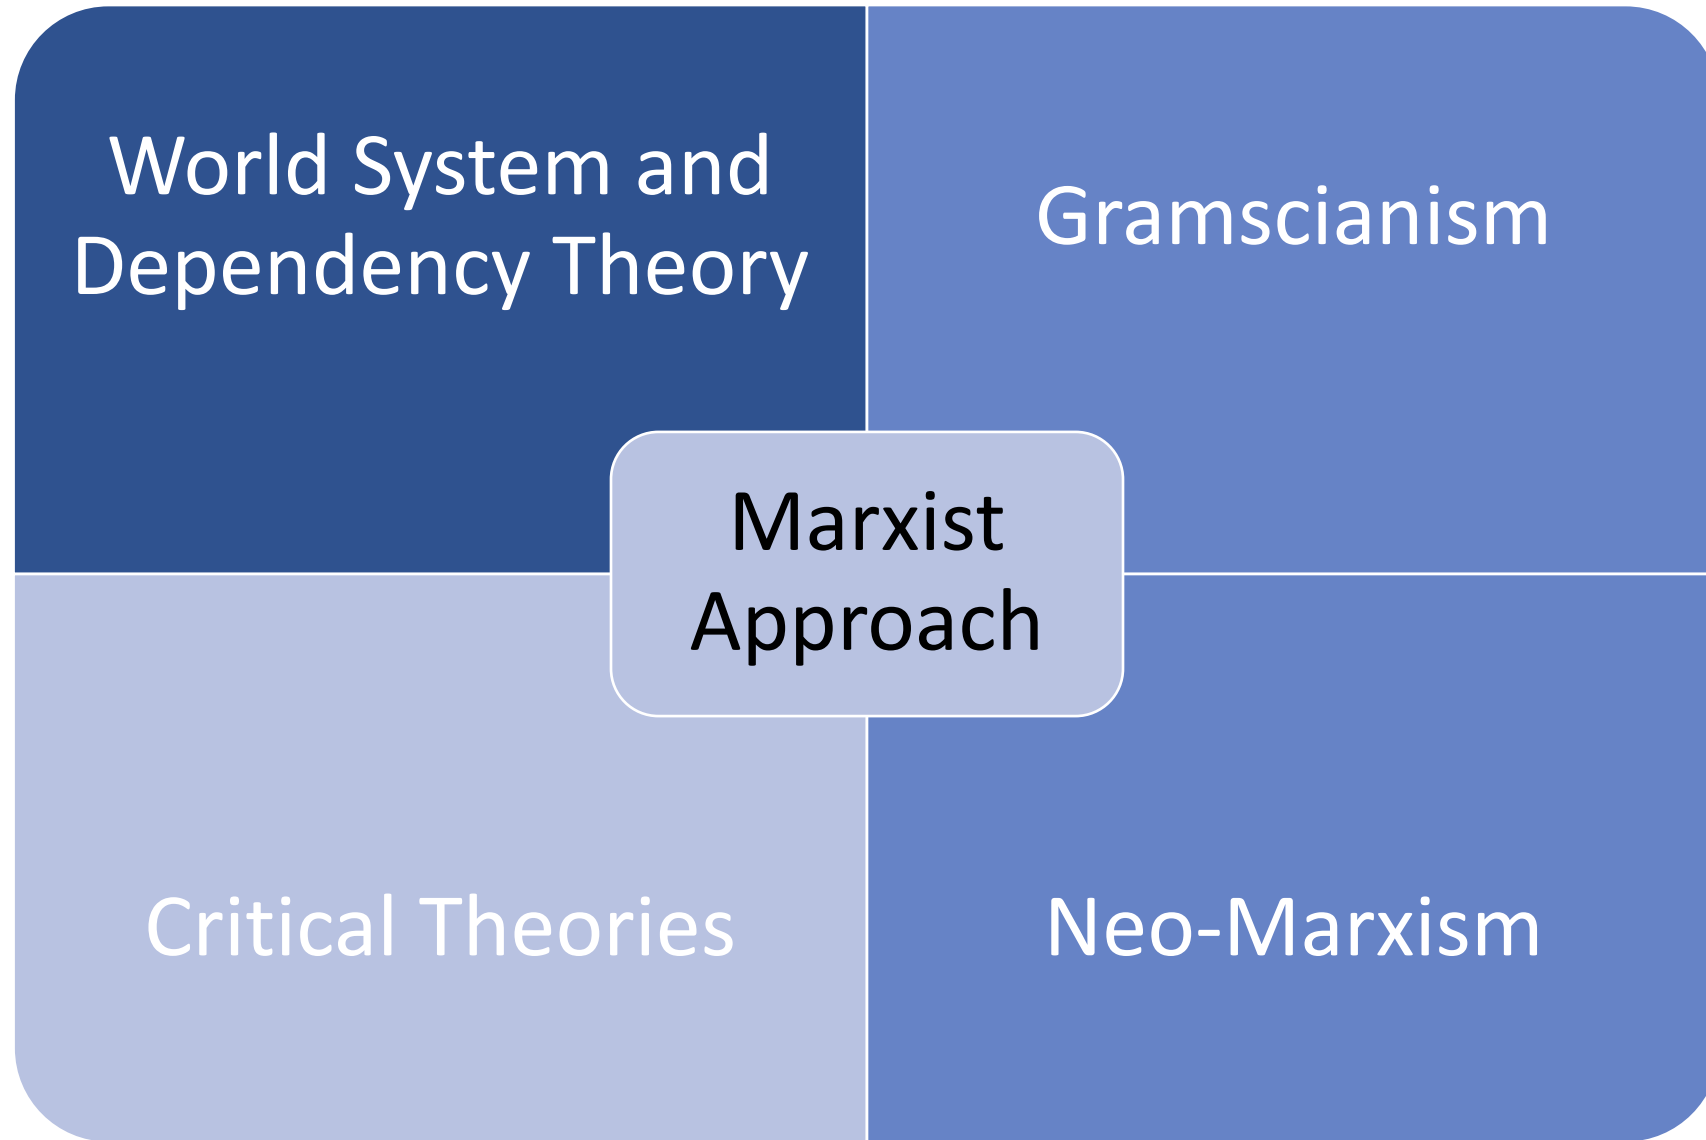 World System and
Dependency Theory
Gramscianism
Marxist
Approach
Critical Theories
Neo-Marxism